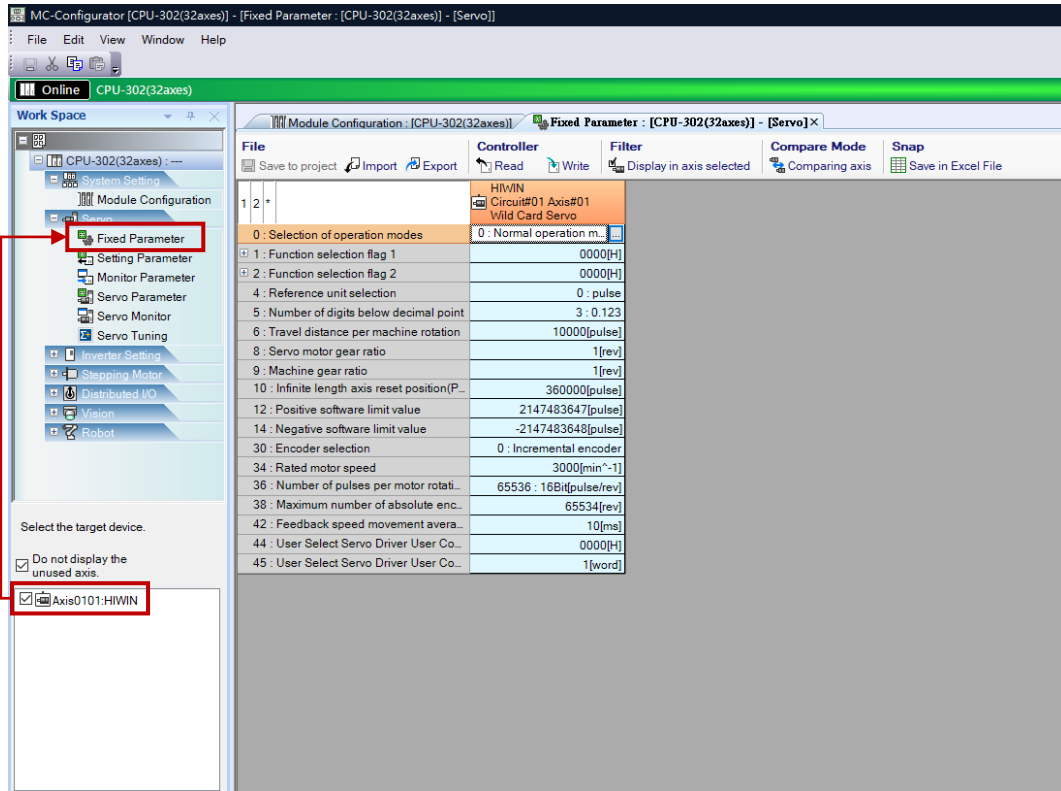 MC-Configurator [CPU-302(32axes)] - [Fixed Parameter : [CPU-302(32axes)] - [Servo]]
File Edit View Window Help
Online CPU-302(32axes)
Work Space
CPU-302(32axes) : ---
System Setting
Module Configuration
Servo
Fixed Parameter
Setting Parameter
Monitor Parameter
Servo Parameter
Servo Monitor
Servo Tuning
Inverter Setting
Stepping Motor
Distributed I/O
Vision
Robot
Select the target device.
Do not display the
unused axis.
Axis0101:HIWIN
Module Configuration : [CPU-302(32axes)] Fixed Parameter : [CPU-302(32axes)] - [Servo]
File Controller Filter Compare Mode Snap
Save to project Import Export Read Write Display in axis selected Comparing axis Save in Excel File
1 2 *
HIWIN
Circuit#01 Axis#01
Wild Card Servo
0 : Selection of operation modes 0 : Normal operation m... ...
1 : Function selection flag 1 0000[H]
2 : Function selection flag 2 0000[H]
4 : Reference unit selection 0 : pulse
5 : Number of digits below decimal point 3 : 0.123
6 : Travel distance per machine rotation 10000[pulse]
8 : Servo motor gear ratio 1[rev]
9 : Machine gear ratio 1[rev]
10 : Infinite length axis reset position(P... 360000[pulse]
12 : Positive software limit value 2147483647[pulse]
14 : Negative software limit value -2147483648[pulse]
30 : Encoder selection 0 : Incremental encoder
34 : Rated motor speed 3000[min^-1]
36 : Number of pulses per motor rotati... 65536 : 16Bit[pulse/rev]
38 : Maximum number of absolute enc... 65534[rev]
42 : Feedback speed movement avera... 10[ms]
44 : User Select Servo Driver User Co... 0000[H]
45 : User Select Servo Driver User Co... 1[word]